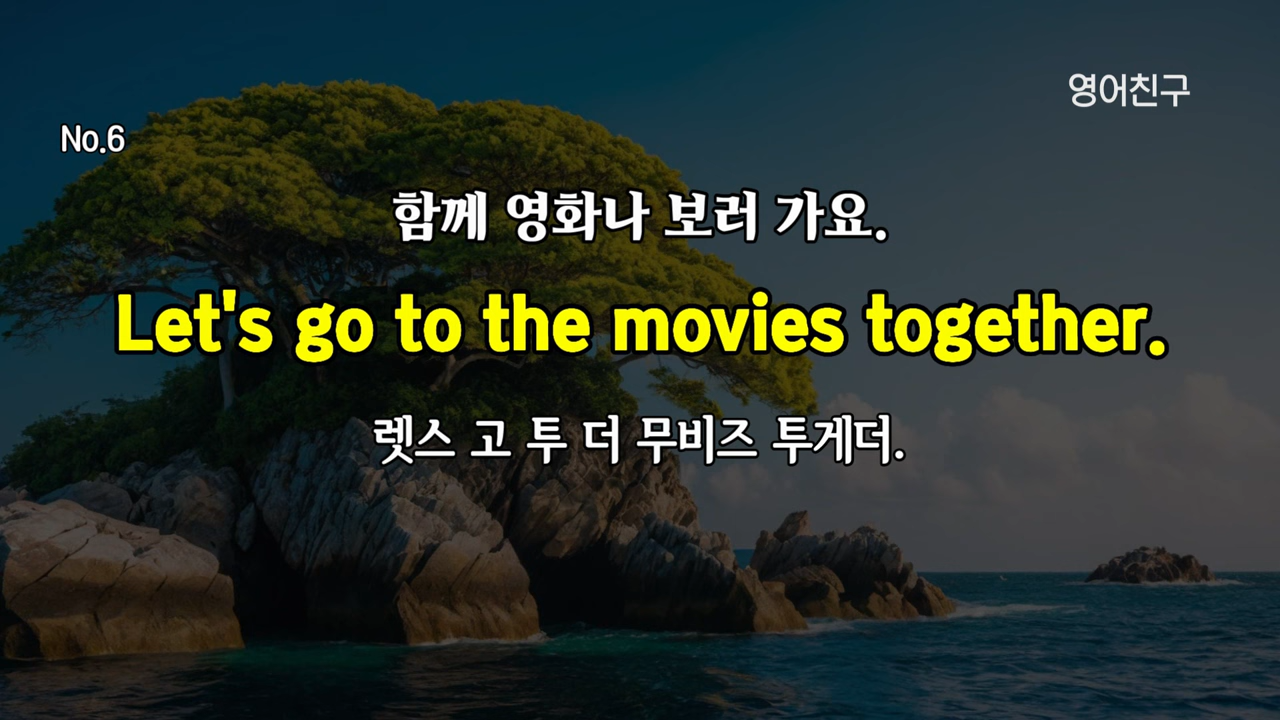 영어친구
No.6
함께 영화나 보러 가요.
Let's go to the movies together.
렛스 고 투 더 무비즈 투게더.